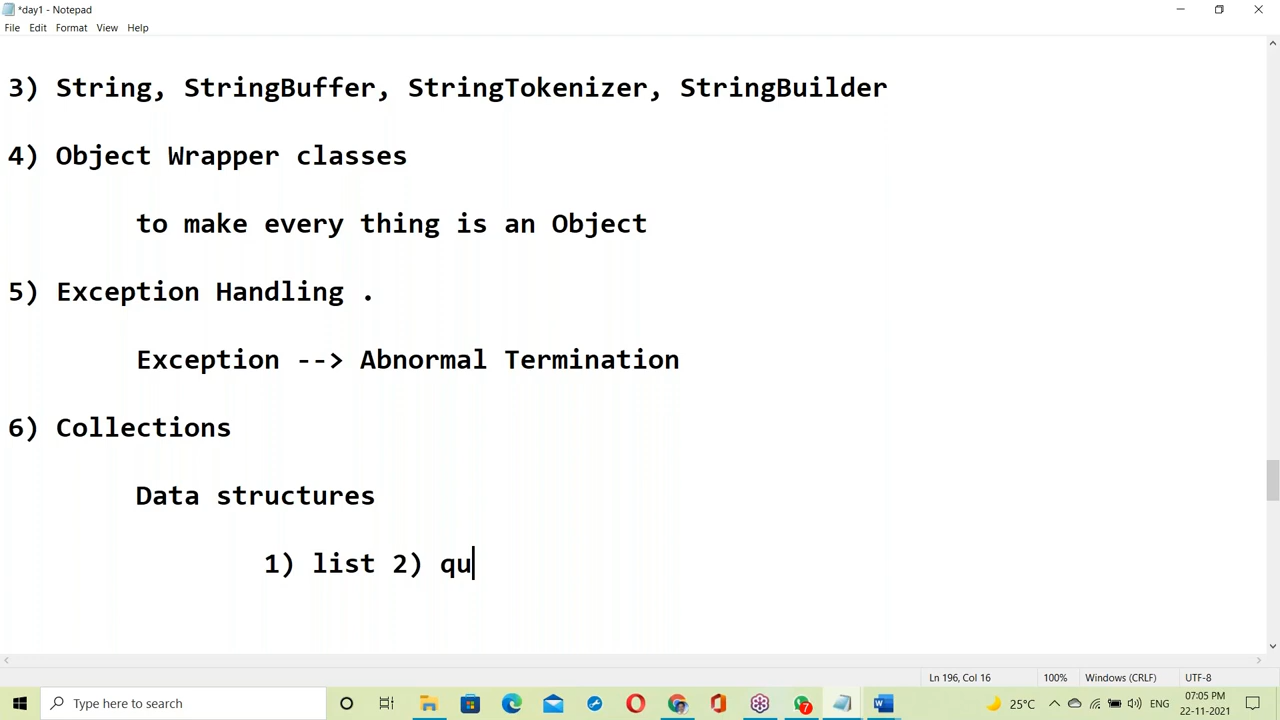 *day1 - Notepad
File Edit Format View Help
3) String, StringBuffer, StringTokenizer, StringBuilder
4) Object Wrapper classes
to make every thing is an Object
5) Exception Handling .
Exception --> Abnormal Termination
6) Collections
Data structures
1) list 2) qu
Ln 196, Col 16 100% Windows (CRLF) UTF-8
Type here to search 7 W 25°C ENG 07:05 PM
22-11-2021